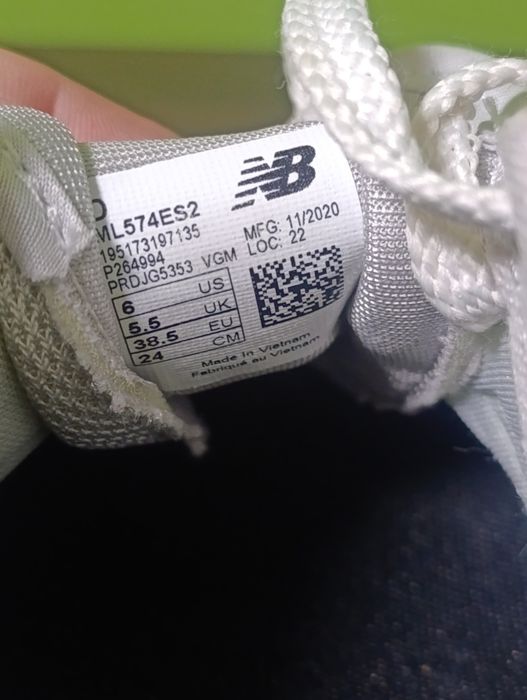 NB
D
ML574ES2
195173197135
P264994
PRDJG5353 VGM
MFG: 11/2020
LOC: 22
6 US
5.5 UK
38.5 EU
24 CM
Made In Vietnam
Fabriqué au Vietnam